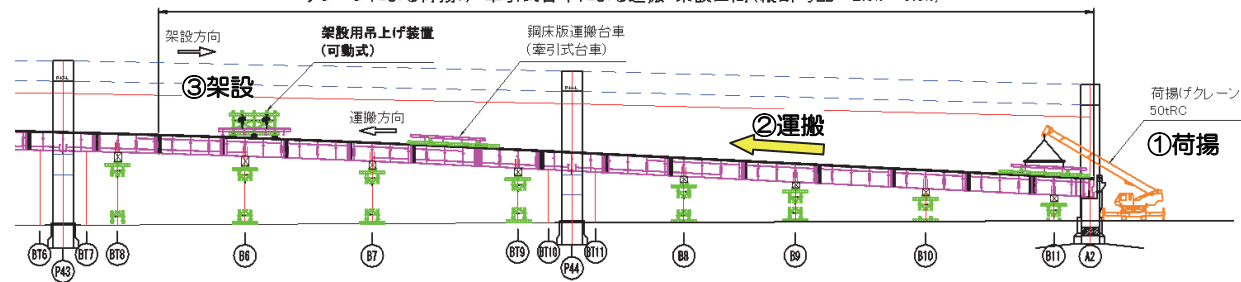 架設方向
架設用吊上げ装置
(可動式)
鋼床版運搬台車
(牽引式台車)
③架設
運搬方向
②運搬
荷揚げクレーン
50tRC
①荷揚
BT6
P43
BT7
BT8
B6
B7
BT9
BT10
P44
BT11
B8
B9
B10
B11
A2